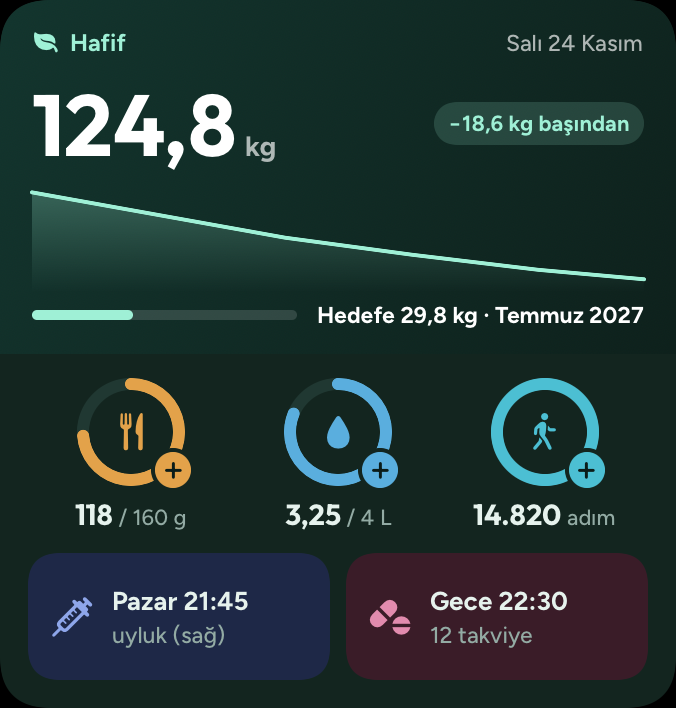 Hafif
Salı 24 Kasım
124,8 kg
−18,6 kg başından
Hedefe 29,8 kg · Temmuz 2027
118 / 160 g
3,25 / 4 L
14.820 adım
Pazar 21:45
uyluk (sağ)
Gece 22:30
12 takviye